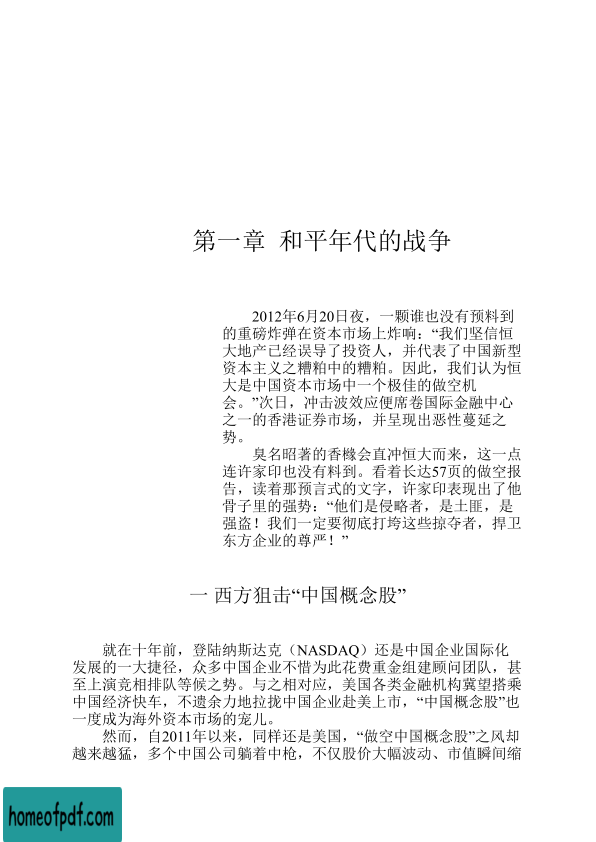 第一章 和平年代的战争
2012年6月20日夜，一颗谁也没有预料到
的重磅炸弹在资本市场上炸响：“我们坚信恒
大地产已经误导了投资人，并代表了中国新型
资本主义之糟粕中的糟粕。因此，我们认为恒
大是中国资本市场中一个极佳的做空机
会。”次日，冲击波效应便席卷国际金融中心
之一的香港证券市场，并呈现出恶性蔓延之
势。
臭名昭著的香橼会直冲恒大而来，这一点
连许家印也没有料到。看着长达57页的做空报
告，读着那预言式的文字，许家印表现出了他
骨子里的强势：“他们是侵略者，是土匪，是
强盗！我们一定要彻底打垮这些掠夺者，捍卫
东方企业的尊严！”
一 西方狙击“中国概念股”
就在十年前，登陆纳斯达克（NASDAQ）还是中国企业国际化
发展的一大捷径，众多中国企业不惜为此花费重金组建顾问团队，甚
至上演竞相排队等候之势。与之相对应，美国各类金融机构冀望搭乘
中国经济快车，不遗余力地拉拢中国企业赴美上市，“中国概念股”也
一度成为海外资本市场的宠儿。
然而，自2011年以来，同样还是美国，“做空中国概念股”之风却
越来越猛，多个中国公司躺着中枪，不仅股价大幅波动、市值瞬间缩
homeofpdf.com